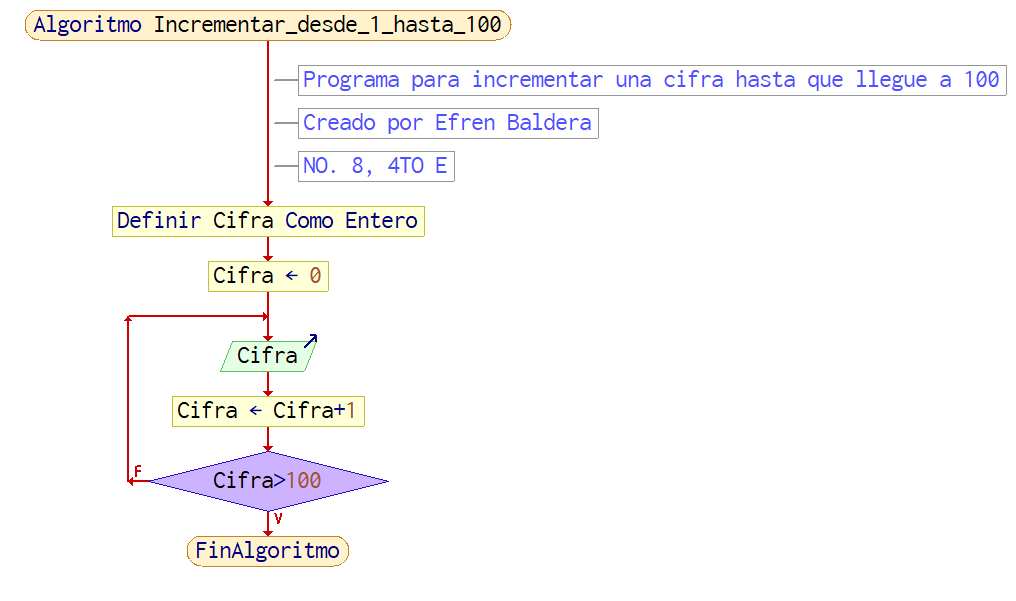 Algoritmo Incrementar_desde_1_hasta_100
Programa para incrementar una cifra hasta que llegue a 100
Creado por Efren Baldera
NO. 8, 4TO E
Definir Cifra Como Entero
Cifra ← 0
Cifra
Cifra ← Cifra+1
F
Cifra>100
V
FinAlgoritmo